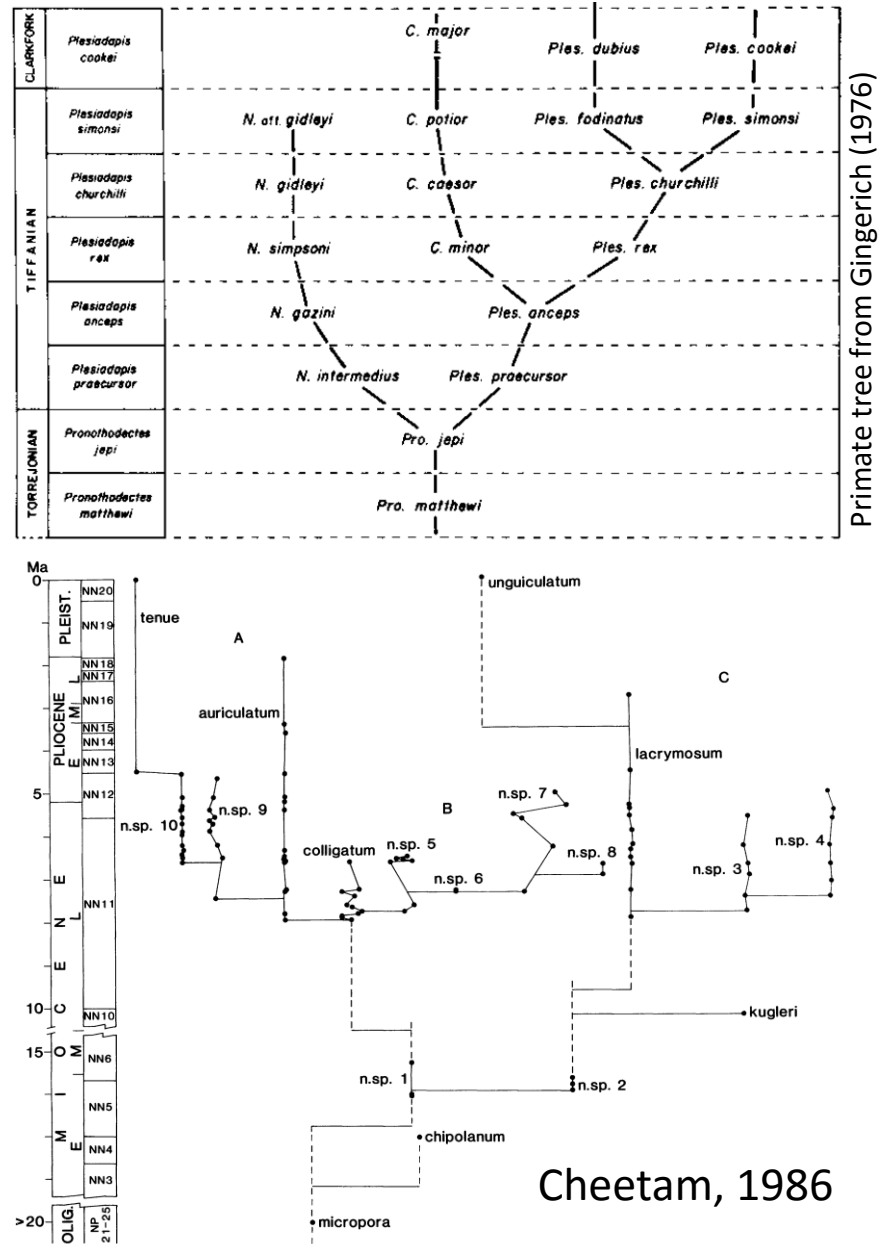 CLARKFORK
Plesiadapis
cookei
C. major
Ples. dubius
Ples. cookei
TIFFANIAN
Plesiadapis
simonsi
N. aff. gidleyi
C. potior
Ples. fodinatus
Ples. simonsi
Plesiadapis
churchilli
N. gidleyi
C. caesor
Ples. churchilli
Plesiadapis
rex
N. simpsoni
C. minor
Ples. rex
Plesiadapis
anceps
N. gazini
Ples. anceps
Plesiadapis
praecursor
N. intermedius
Ples. praecursor
TORREJONIAN
Pronothodectes
jepi
Pro. jepi
Pronothodectes
matthewi
Pro. matthewi
Primate tree from Gingerich (1976)
Ma
0
5
10
15
>20
PLEIST.
PLIOCENE
E M L
MIOCENE
E M L
OLIG.
NN20
NN19
NN18
NN17
NN16
NN15
NN14
NN13
NN12
NN11
NN10
NN6
NN5
NN4
NN3
NP
21-25
tenue
unguiculatum
A
C
auriculatum
lacrymosum
B
n.sp. 7
n.sp. 10
n.sp. 9
n.sp. 5
n.sp. 4
colligatum
n.sp. 8
n.sp. 6
n.sp. 3
kugleri
n.sp. 1
n.sp. 2
chipolanum
micropora
Cheetam, 1986